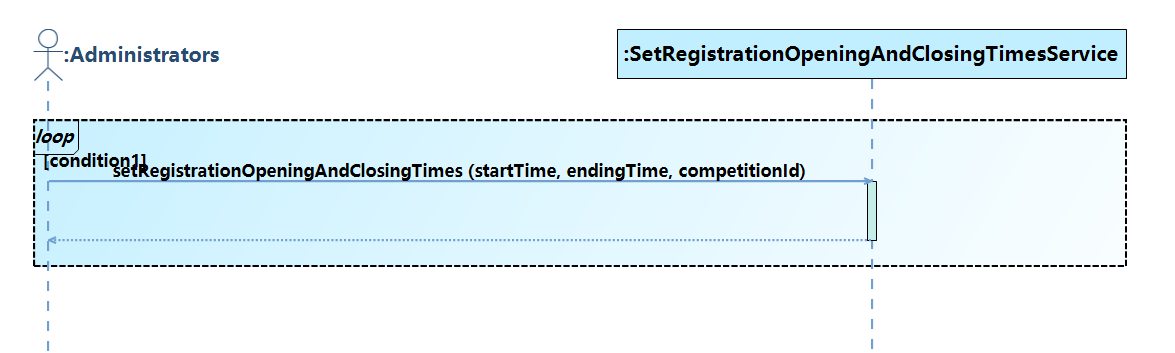 :Administrators
:SetRegistrationOpeningAndClosingTimesService
loop
[condition1]
setRegistrationOpeningAndClosingTimes (startTime, endingTime, competitionId)